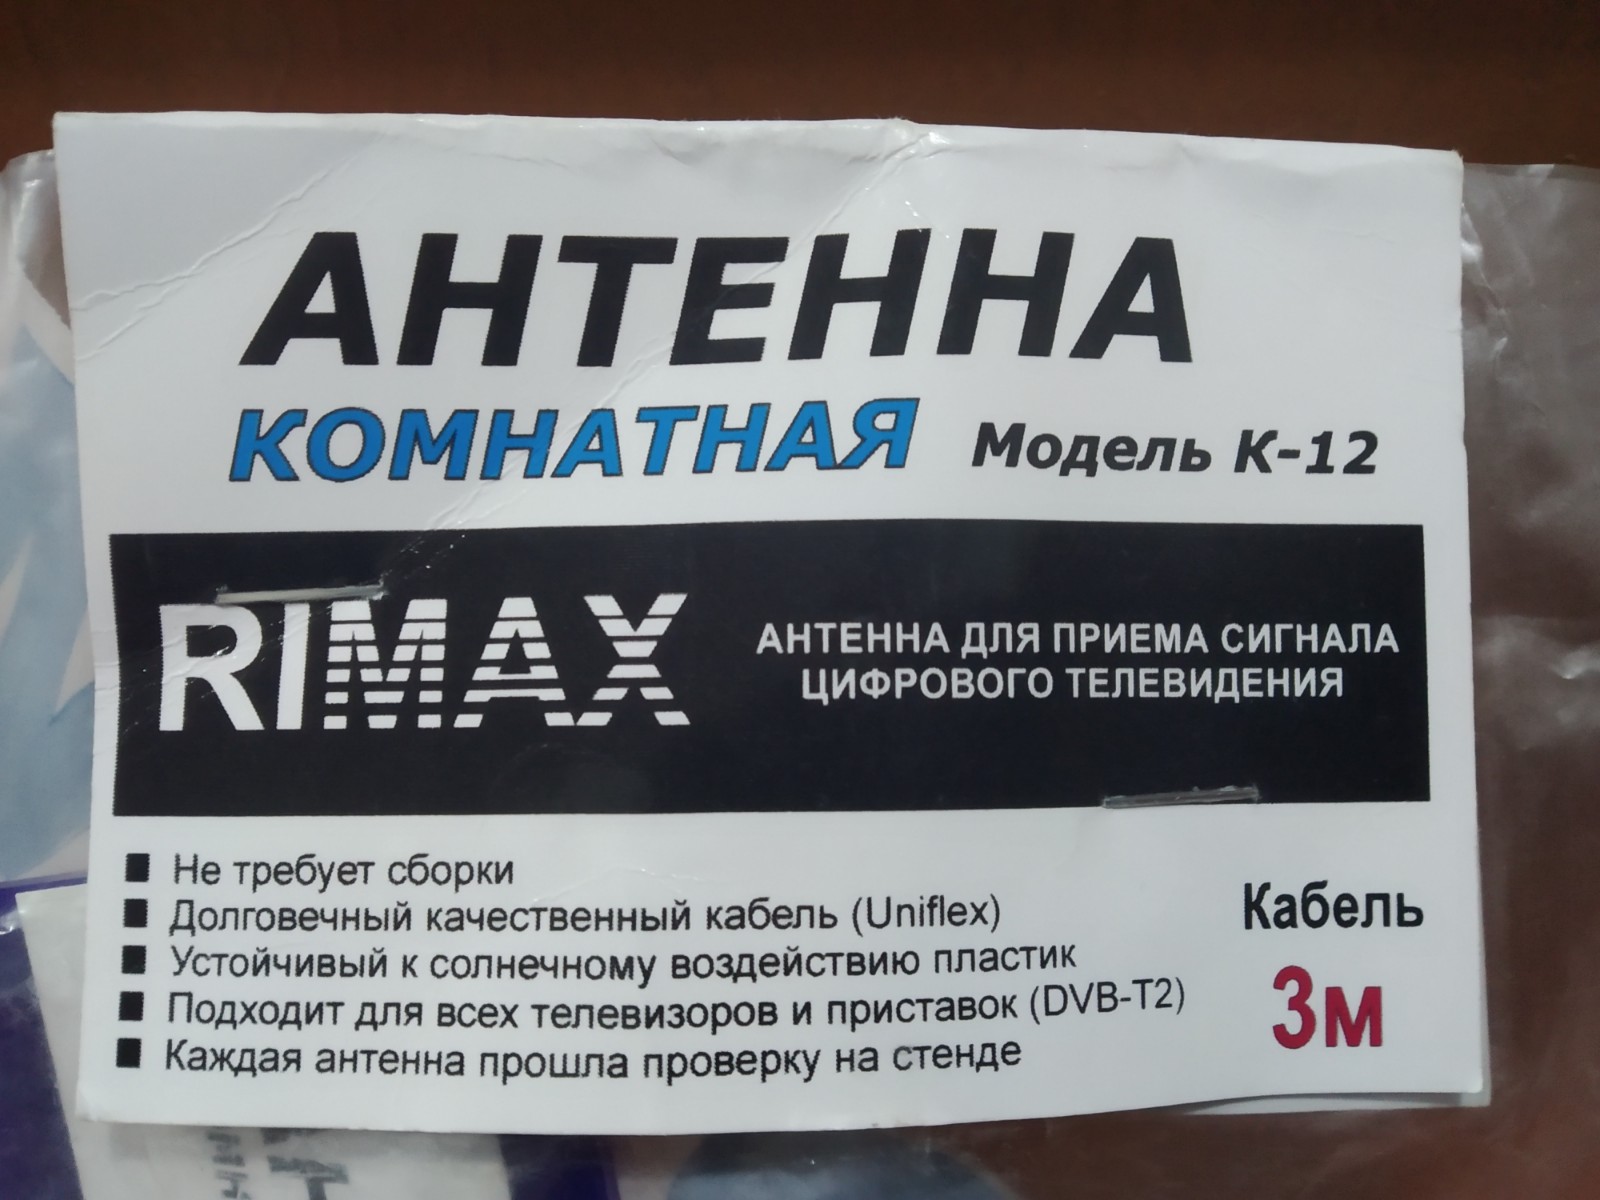 АНТЕННА
КОМНАТНАЯ Модель К-12
RIMAX
АНТЕННА ДЛЯ ПРИЕМА СИГНАЛА
ЦИФРОВОГО ТЕЛЕВИДЕНИЯ
Не требует сборки
Долговечный качественный кабель (Uniflex)
Устойчивый к солнечному воздействию пластик
Подходит для всех телевизоров и приставок (DVB-T2)
Каждая антенна прошла проверку на стенде
Кабель
3м